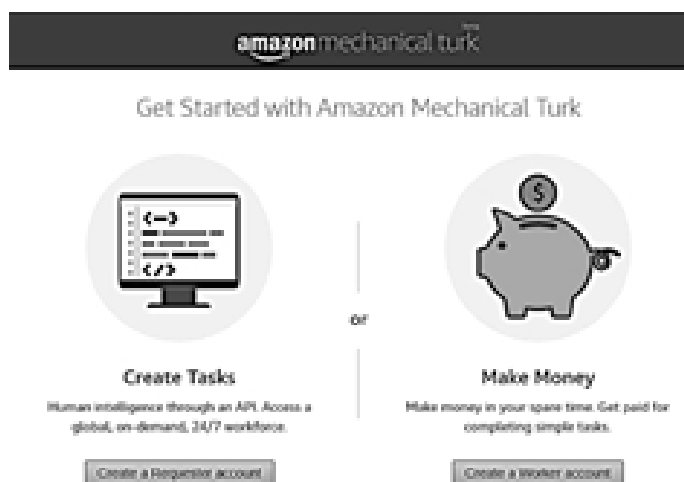 amazon mechanical turk
beta
Get Started with Amazon Mechanical Turk
<—>
</>
$
or
Create Tasks
Human intelligence through an API. Access a
global, on-demand, 24/7 workforce.
Create a Requester account
Make Money
Make money in your spare time. Get paid for
completing simple tasks.
Create a Worker account